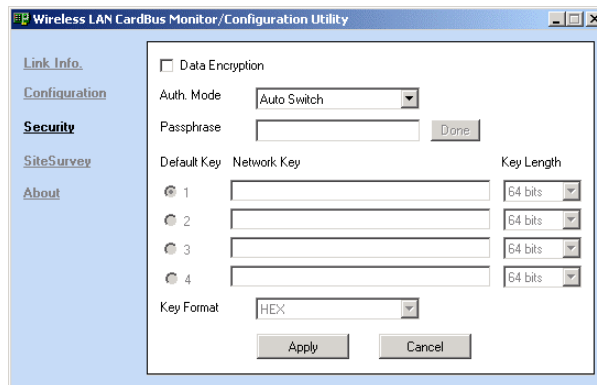 Wireless LAN CardBus Monitor/Configuration Utility
Link Info.
Configuration
Security
SiteSurvey
About
Data Encryption
Auth. Mode Auto Switch
Passphrase Done
Default Key Network Key Key Length
1 64 bits
2 64 bits
3 64 bits
4 64 bits
Key Format HEX
Apply Cancel